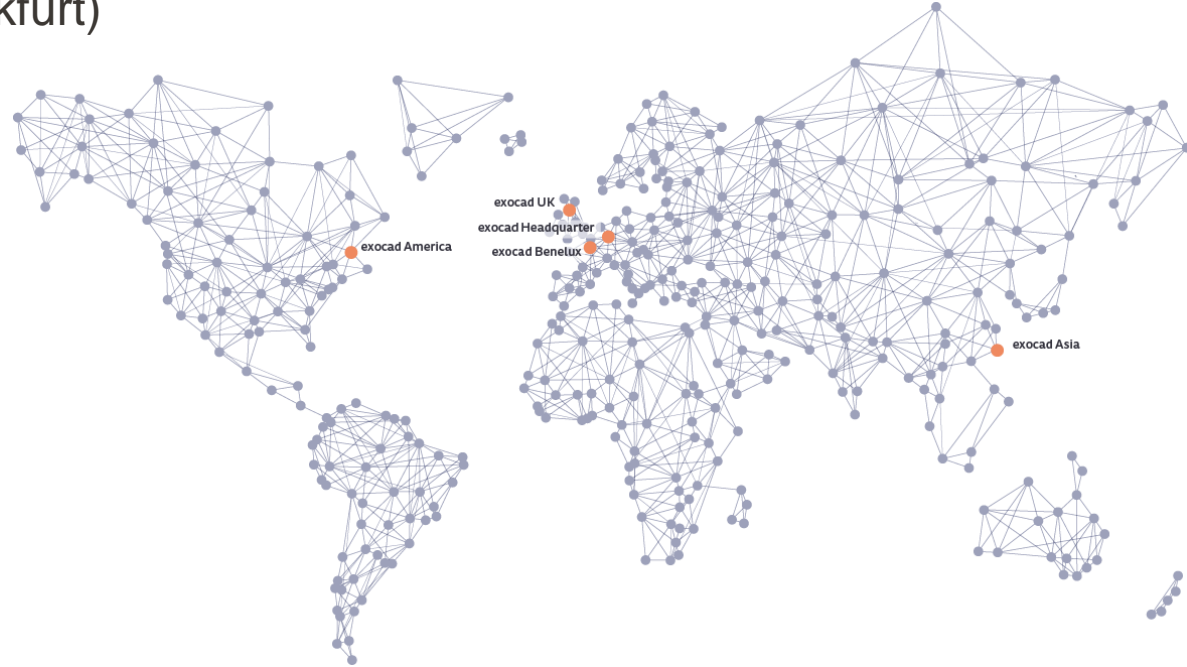 kfurt)
exocad UK
exocad Headquarter
exocad America
exocad Benelux
exocad Asia